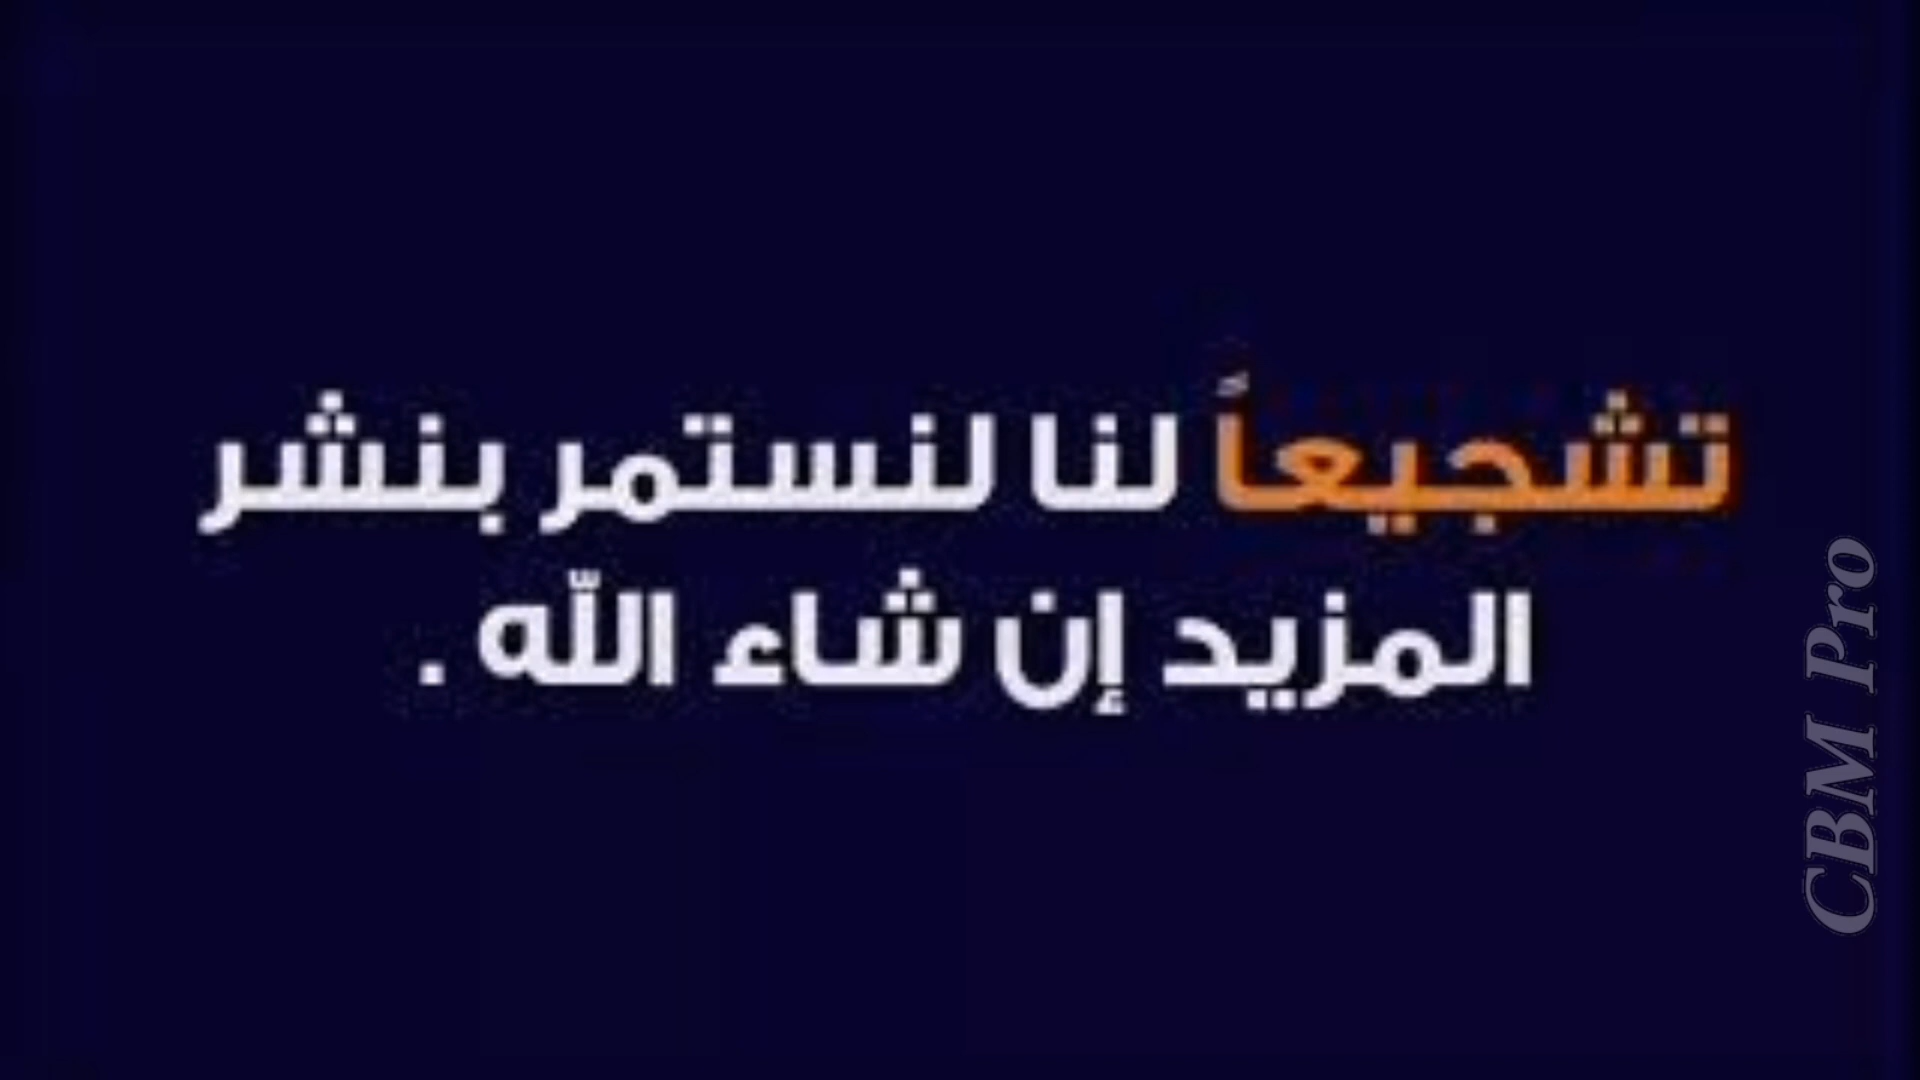 تشجيعاً لنا لنستمر بنشر
المزيد إن شاء الله .
CBM Pro